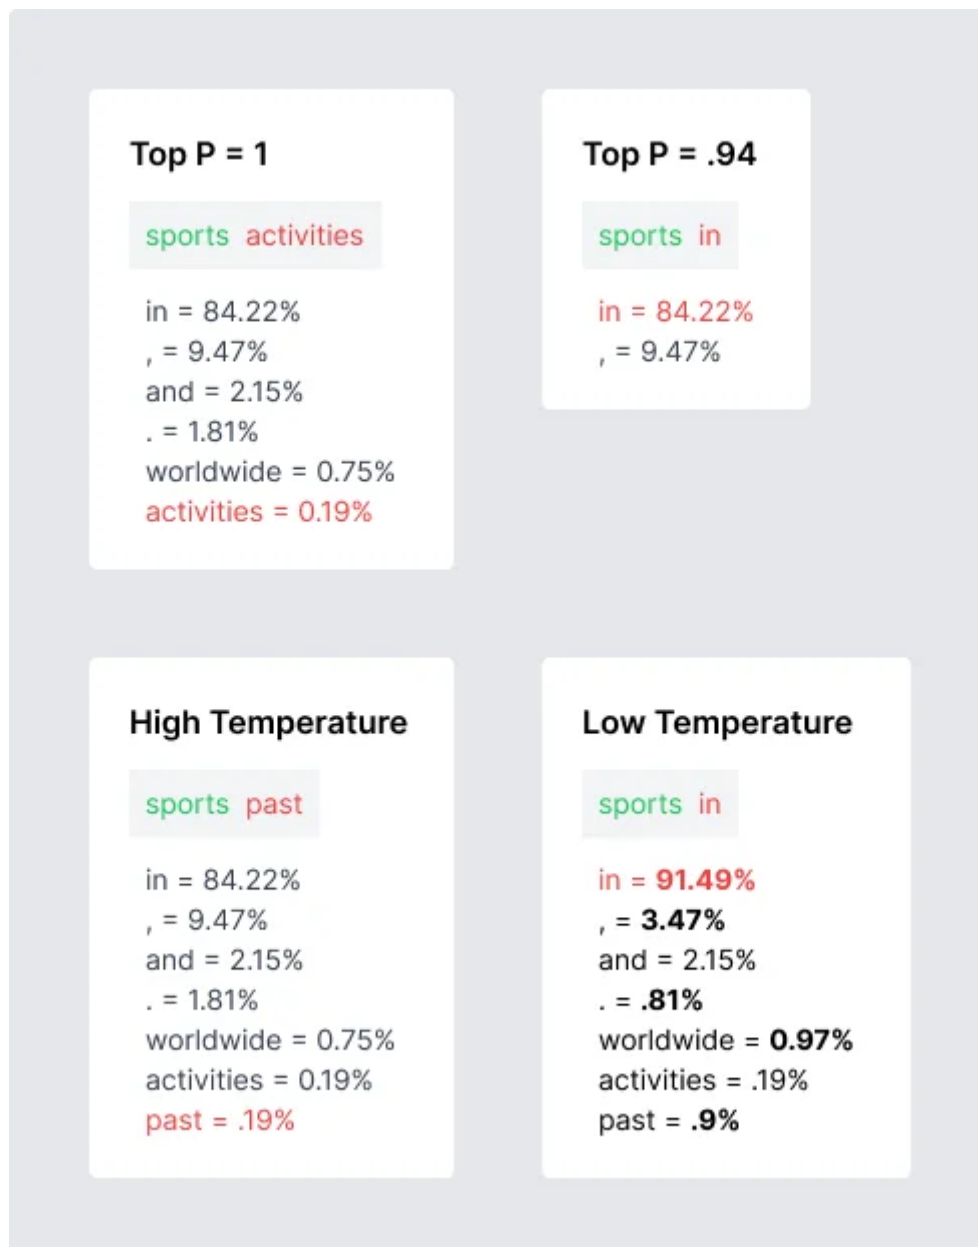 Top P = 1
sports activities
in = 84.22%
, = 9.47%
and = 2.15%
. = 1.81%
worldwide = 0.75%
activities = 0.19%
Top P = .94
sports in
in = 84.22%
, = 9.47%
High Temperature
sports past
in = 84.22%
, = 9.47%
and = 2.15%
. = 1.81%
worldwide = 0.75%
activities = 0.19%
past = .19%
Low Temperature
sports in
in = 91.49%
, = 3.47%
and = 2.15%
. = .81%
worldwide = 0.97%
activities = .19%
past = .9%